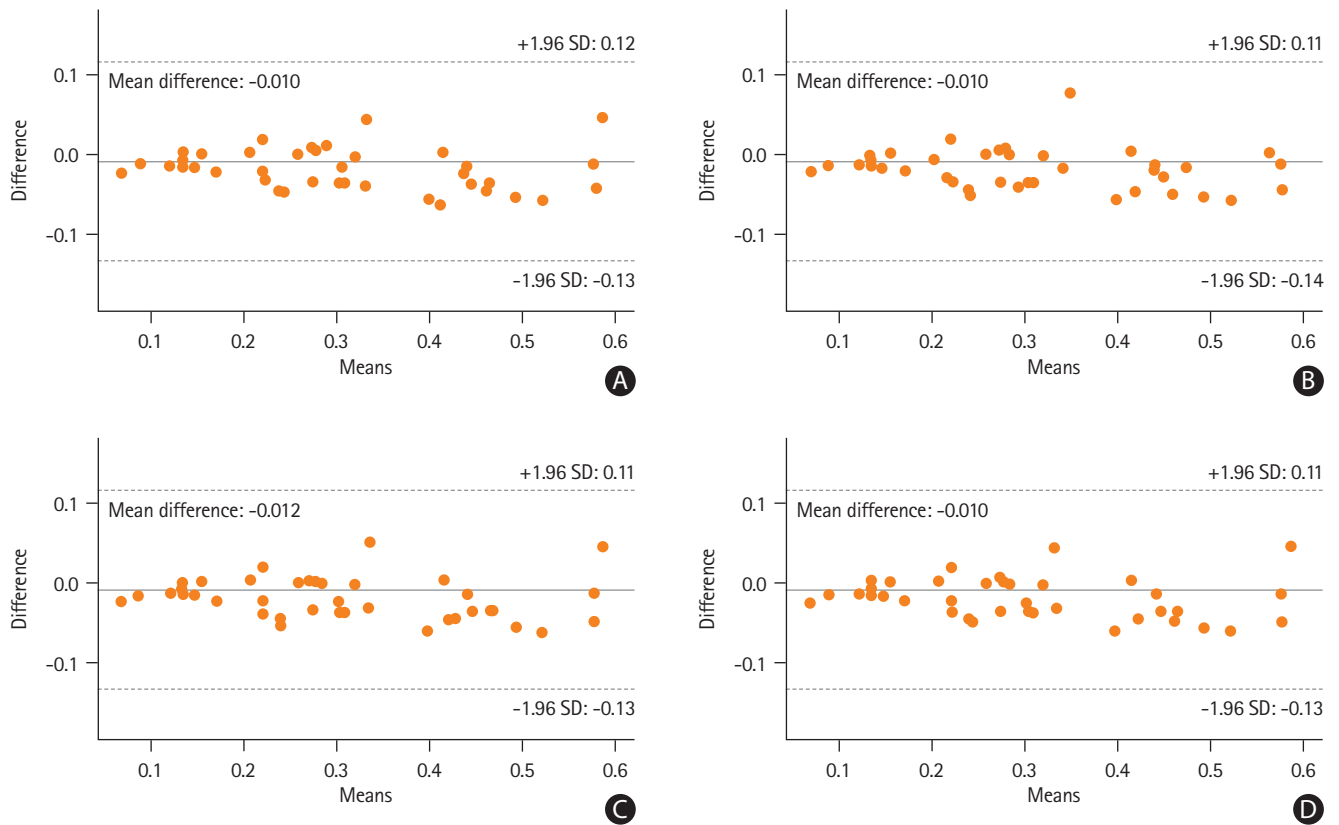 +1.96 SD: 0.12
0.1
Mean difference: -0.010
0.0
-0.1
-1.96 SD: -0.13
Difference
0.1 0.2 0.3 0.4 0.5 0.6
Means
A
+1.96 SD: 0.11
0.1
Mean difference: -0.010
0.0
-0.1
-1.96 SD: -0.14
Difference
0.1 0.2 0.3 0.4 0.5 0.6
Means
B
+1.96 SD: 0.11
0.1
Mean difference: -0.012
0.0
-0.1
-1.96 SD: -0.13
Difference
0.1 0.2 0.3 0.4 0.5 0.6
Means
C
+1.96 SD: 0.11
0.1
Mean difference: -0.010
0.0
-0.1
-1.96 SD: -0.13
Difference
0.1 0.2 0.3 0.4 0.5 0.6
Means
D